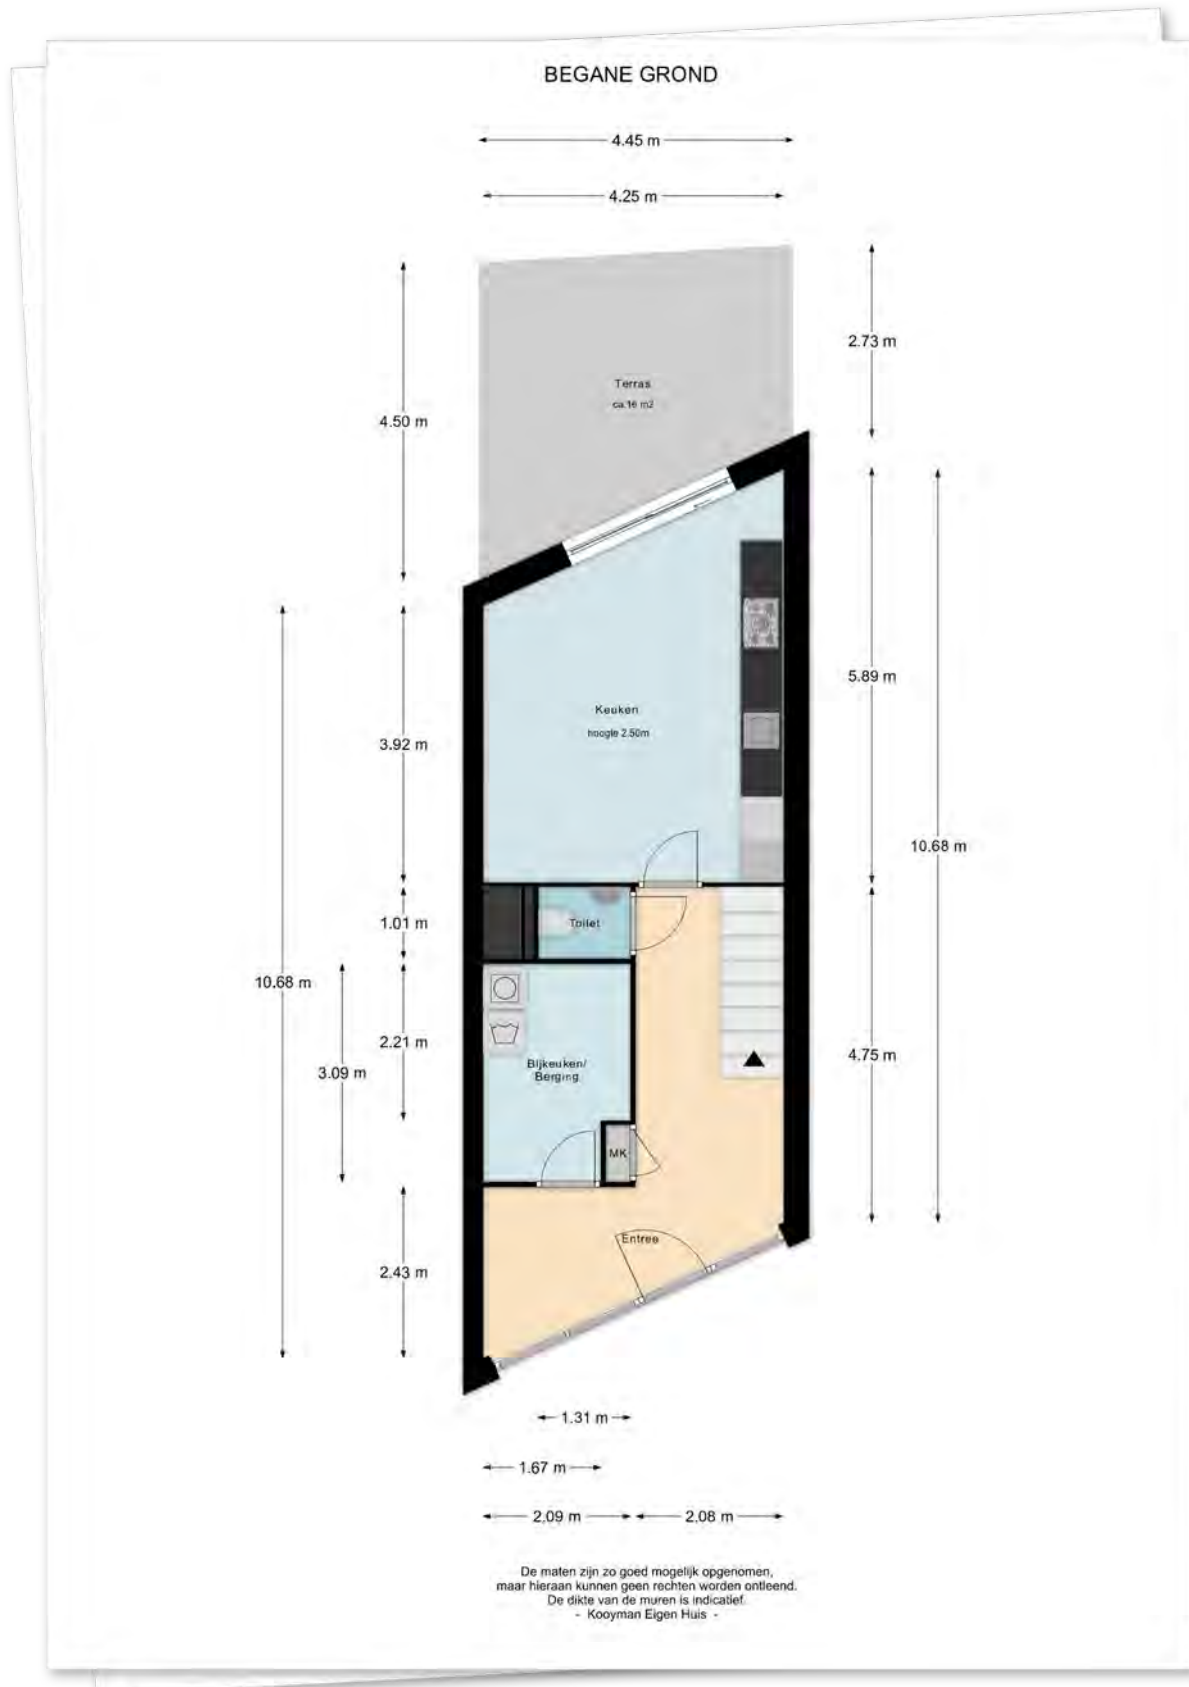 BEGANE GROND
4.45 m
4.25 m
2.73 m
Terras
ca.16 m2
4.50 m
5.89 m
Keuken
hoogte 2.50m
3.92 m
10.68 m
1.01 m
Toilet
10.68 m
2.21 m
4.75 m
Bijkeuken/
Berging
3.09 m
MK
Entree
2.43 m
1.31 m
1.67 m
2.09 m
2.08 m
De maten zijn zo goed mogelijk opgenomen,
maar hieraan kunnen geen rechten worden ontleend.
De dikte van de muren is indicatief.
- Kooyman Eigen Huis -